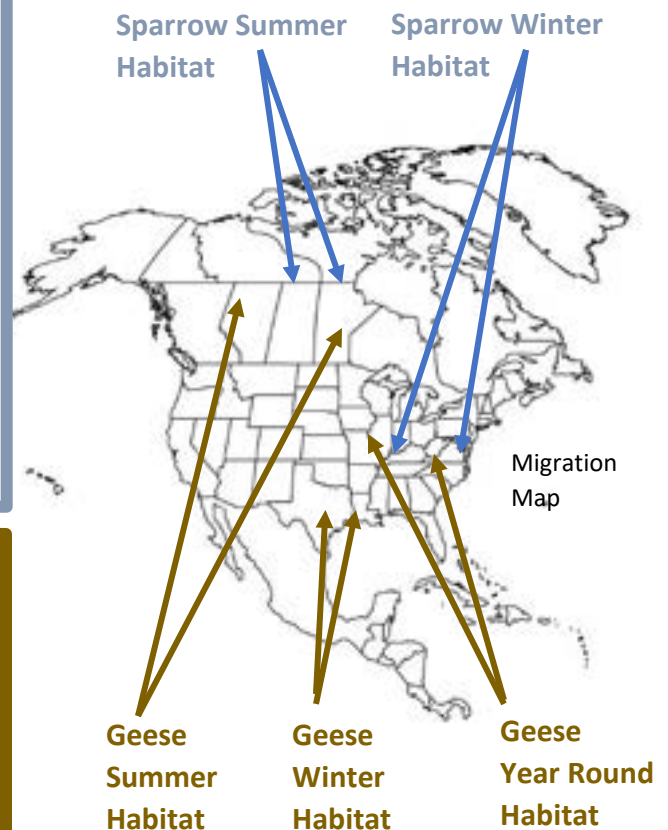 Sparrow Summer
Habitat
Sparrow Winter
Habitat
Migration
Map
Geese
Summer
Habitat
Geese
Winter
Habitat
Geese
Year Round
Habitat